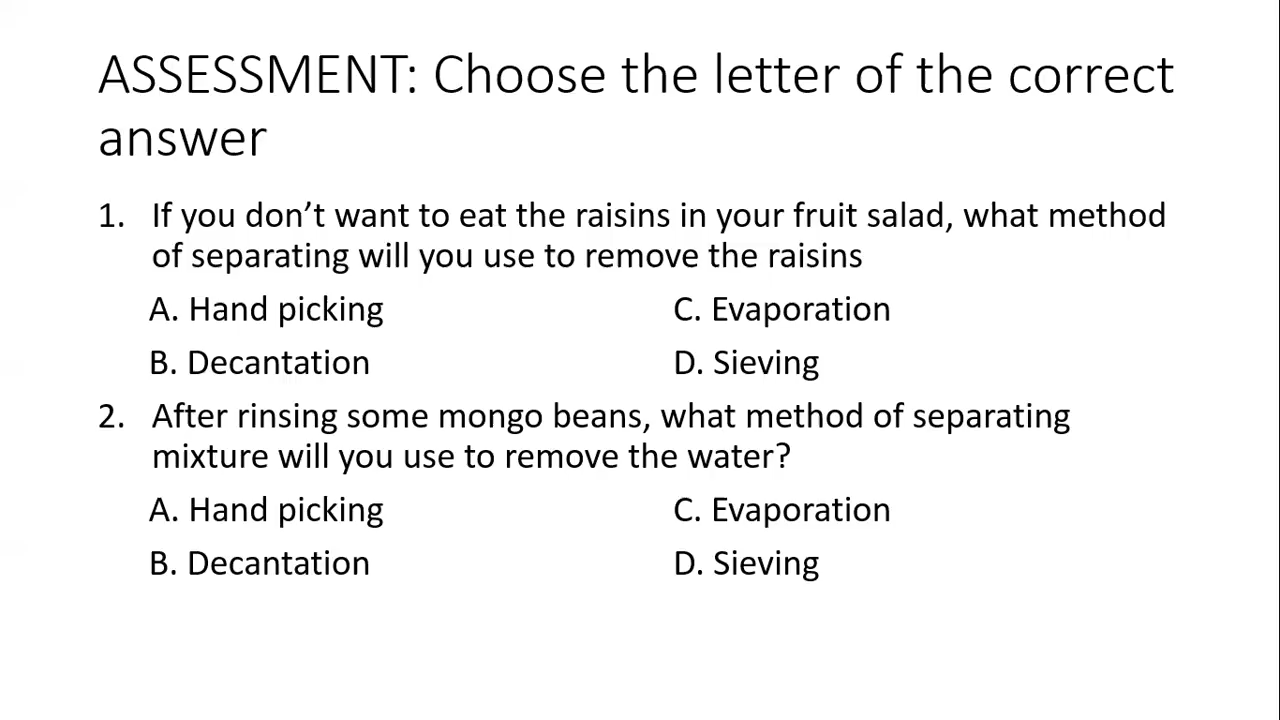 ASSESSMENT: Choose the letter of the correct
answer
1. If you don’t want to eat the raisins in your fruit salad, what method
of separating will you use to remove the raisins
A. Hand picking C. Evaporation
B. Decantation D. Sieving
2. After rinsing some mongo beans, what method of separating
mixture will you use to remove the water?
A. Hand picking C. Evaporation
B. Decantation D. Sieving